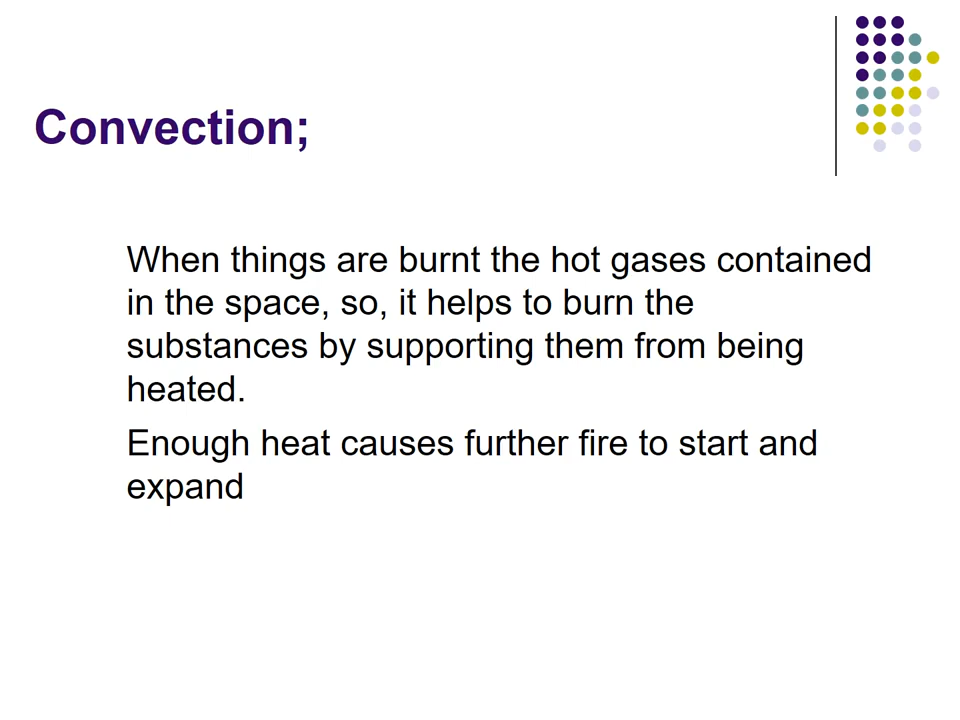 Convection;
When things are burnt the hot gases contained
in the space, so, it helps to burn the
substances by supporting them from being
heated.
Enough heat causes further fire to start and
expand